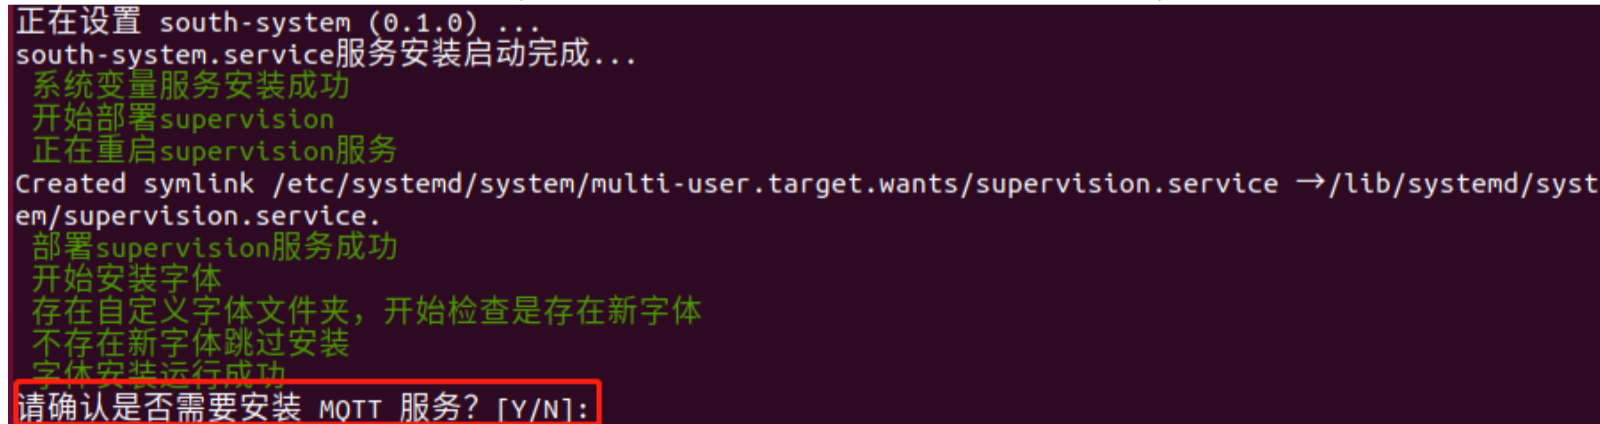 正在设置 south-system (0.1.0) ...
south-system.service服务安装启动完成...
系统变量服务安装成功
开始部署supervision
正在重启supervision服务
Created symlink /etc/systemd/system/multi-user.target.wants/supervision.service →/lib/systemd/syst
em/supervision.service.
部署supervision服务成功
开始安装字体
存在自定义字体文件夹，开始检查是存在新字体
不存在新字体跳过安装
字体安装运行成功
请确认是否需要安装 MQTT 服务? [Y/N]: